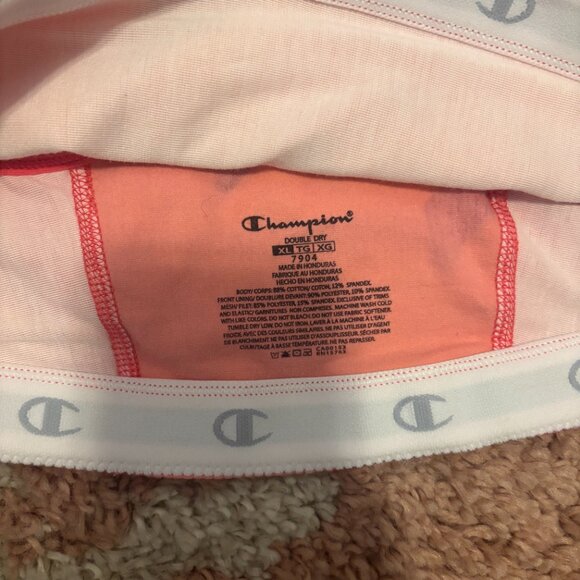 Champion
DOUBLE DRY
XL TG XG
7904
MADE IN HONDURAS
FABRIQUE AU HONDURAS
HECHO EN HONDURAS
BODY/ CORPS: 88% COTTON/ COTON, 12% SPANDEX.
FRONT LINING/ DOUBLURE DEVANT: 90% POLYESTER, 10% SPANDEX.
MESH/ FILET: 85% POLYESTER, 15% SPANDEX. EXCLUSIVE OF TRIMS
AND ELASTIC/ GARNITURES NON COMPRISES. MACHINE WASH COLD
WITH LIKE COLORS. DO NOT BLEACH. DO NOT USE FABRIC SOFTENER.
TUMBLE DRY LOW. DO NOT IRON. LAVER À LA MACHINE À L'EAU
FROIDE. AVEC DES COULEURS SIMILAIRES. NE PAS UTILISER D'AGENT
DE BLANCHIMENT. NE PAS UTILISER D'ASSOUPLISSEUR. SÉCHER PAR
CULBUTAGE À BASSE TEMPÉRATURE. NE PAS REPASSER.